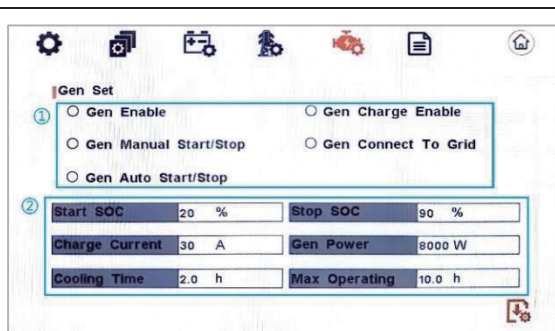 Gen Set
①
Gen Enable Gen Charge Enable
Gen Manual Start/Stop Gen Connect To Grid
Gen Auto Start/Stop
②
Start SOC 20 % Stop SOC 90 %
Charge Current 30 A Gen Power 8000 W
Cooling Time 2.0 h Max Operating 10.0 h